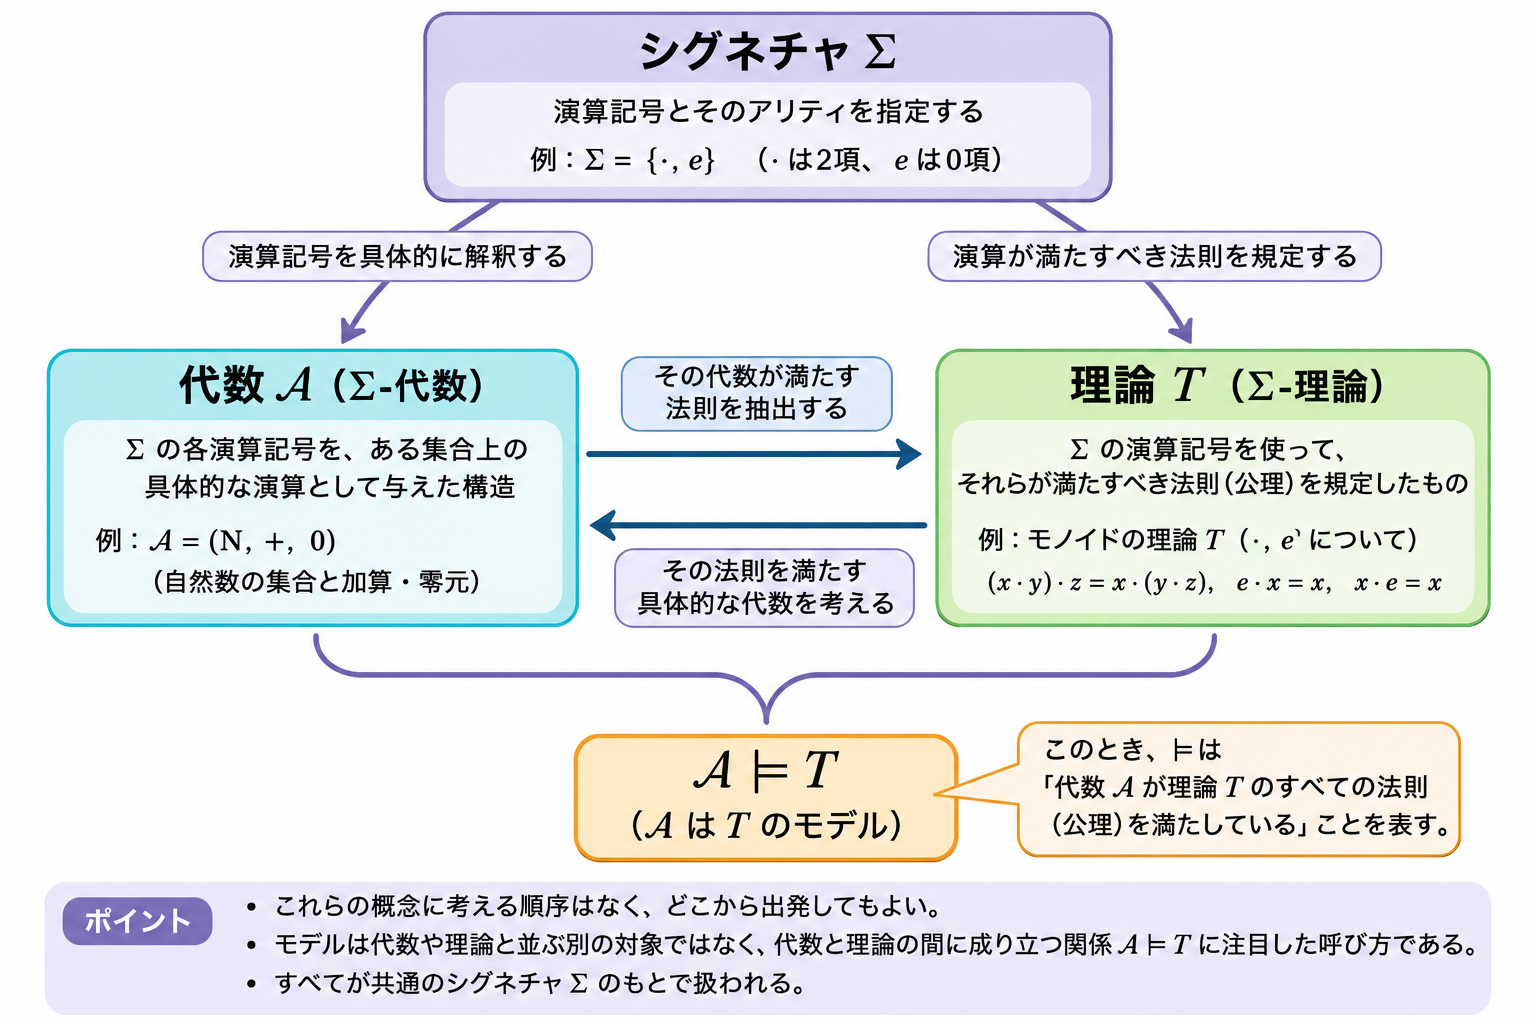 シグネチャ Σ
演算記号とそのアリティを指定する
例：Σ = {·, e} （· は2項、 e は0項）
演算記号を具体的に解釈する
演算が満たすべき法則を規定する
代数 𝒜（Σ-代数）
Σ の各演算記号を、ある集合上の
具体的な演算として与えた構造
例：𝒜 = (N, +, 0)
（自然数の集合と加算・零元）
その代数が満たす
法則を抽出する
その法則を満たす
具体的な代数を考える
理論 T（Σ-理論）
Σ の演算記号を使って、
それらが満たすべき法則（公理）を規定したもの
例：モノイドの理論 T（·, e` について）
(x · y) · z = x · (y · z), e · x = x, x · e = x
𝒜 ⊨ T
（𝒜 は T のモデル）
このとき、⊨ は
「代数 𝒜 が理論 T のすべての法則
（公理）を満たしている」ことを表す。
ポイント
• これらの概念に考える順序はなく、どこから出発してもよい。
• モデルは代数や理論と並ぶ別の対象ではなく、代数と理論の間に成り立つ関係 𝒜 ⊨ T に注目した呼び方である。
• すべてが共通のシグネチャ Σ のもとで扱われる。